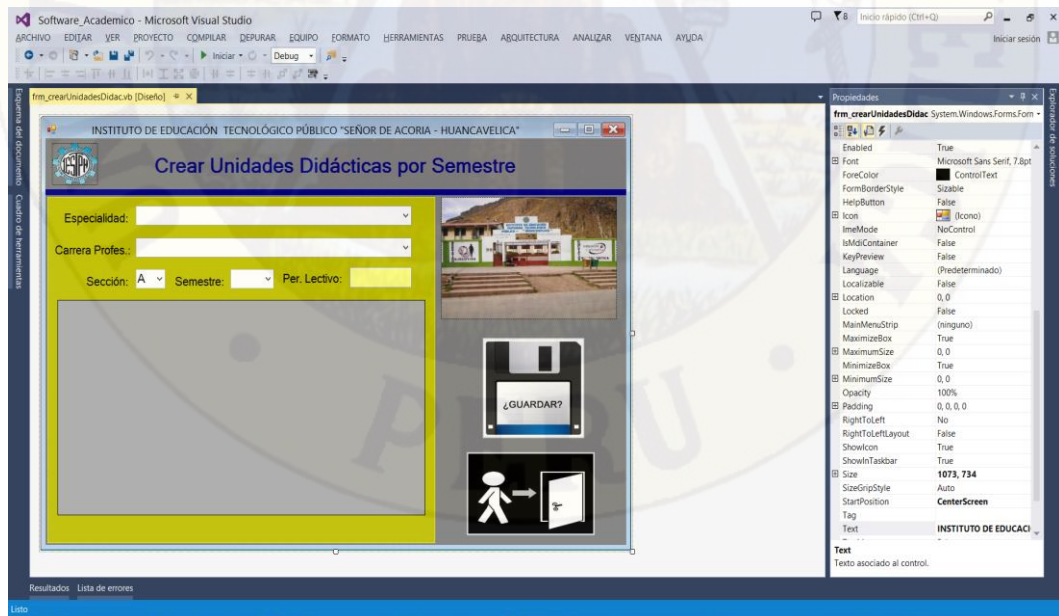 Software_Academico - Microsoft Visual Studio
8 Inicio rápido (Ctrl+Q)
ARCHIVO EDITAR VER PROYECTO COMPILAR DEPURAR EQUIPO FORMATO HERRAMIENTAS PRUEBA ARQUITECTURA ANALIZAR VENTANA AYUDA
Iniciar sesión
Iniciar Debug
Esquema del documento
Cuadro de herramientas
frm_crearUnidadesDidac.vb [Diseño]
INSTITUTO DE EDUCACIÓN TECNOLÓGICO PÚBLICO "SEÑOR DE ACORIA - HUANCAVELICA"
Crear Unidades Didácticas por Semestre
Especialidad:
Carrera Profes.:
Sección: A Semestre: Per. Lectivo:
¿GUARDAR?
Propiedades
frm_crearUnidadesDidac System.Windows.Forms.Forn
Enabled True
Font Microsoft Sans Serif, 7.8pt
ForeColor ControlText
FormBorderStyle Sizable
HelpButton False
Icon (Icono)
ImeMode NoControl
IsMdiContainer False
KeyPreview False
Language (Predeterminado)
Localizable False
Location 0, 0
Locked False
MainMenuStrip (ninguno)
MaximizeBox True
MaximumSize 0, 0
MinimizeBox True
MinimumSize 0, 0
Opacity 100%
Padding 0, 0, 0, 0
RightToLeft No
RightToLeftLayout False
ShowIcon True
ShowInTaskbar True
Size 1073, 734
SizeGripStyle Auto
StartPosition CenterScreen
Tag
Text INSTITUTO DE EDUCACI
Text
Texto asociado al control.
Explorador de soluciones
Resultados Lista de errores
Listo
PERU